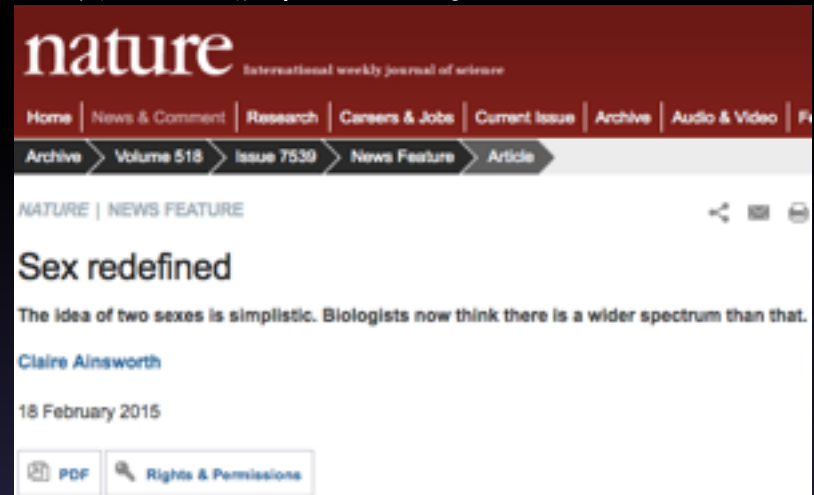 nature International weekly journal of science
Home News & Comment Research Careers & Jobs Current Issue Archive Audio & Video
Archive Volume 518 Issue 7539 News Feature Article
NATURE | NEWS FEATURE
Sex redefined
The idea of two sexes is simplistic. Biologists now think there is a wider spectrum than that.
Claire Ainsworth
18 February 2015
PDF Rights & Permissions